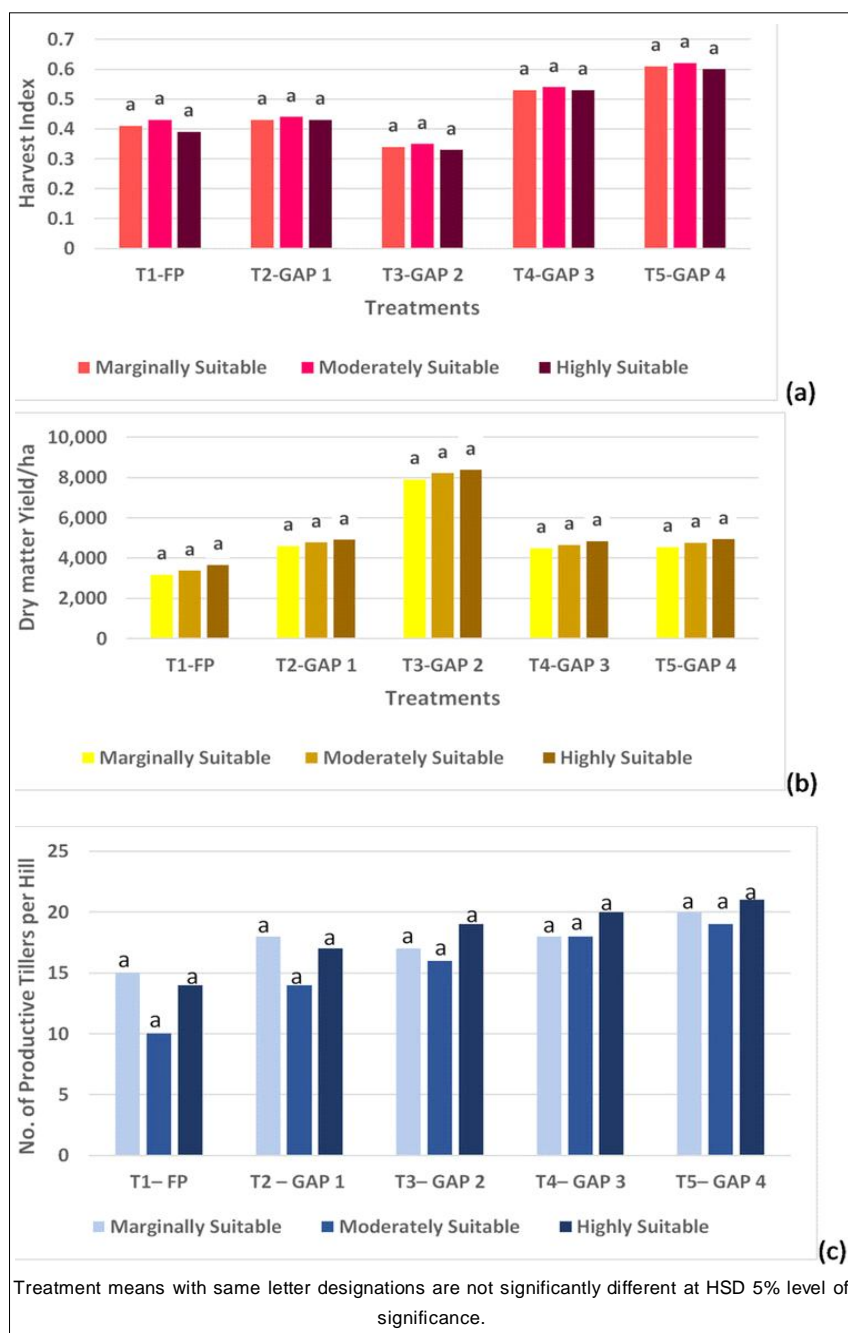 0.7
0.6
0.5
0.4
0.3
0.2
0.1
0
Harvest Index
a a a a a a a a a a a a a a a
T1-FP T2-GAP 1 T3-GAP 2 T4-GAP 3 T5-GAP 4
Treatments
Marginally Suitable Moderately Suitable Highly Suitable
(a)
10,000
8,000
6,000
4,000
2,000
0
Dry matter Yield/ha
a a a a a a a a a a a a a a a
T1-FP T2-GAP 1 T3-GAP 2 T4-GAP 3 T5-GAP 4
Treatments
Marginally Suitable Moderately Suitable Highly Suitable
(b)
25
20
15
10
5
0
No. of Productive Tillers per Hill
a a a a a a a a a a a a a a a
T1– FP T2 – GAP 1 T3– GAP 2 T4– GAP 3 T5– GAP 4
Marginally Suitable Moderately Suitable Highly Suitable
(c)
Treatment means with same letter designations are not significantly different at HSD 5% level of
significance.